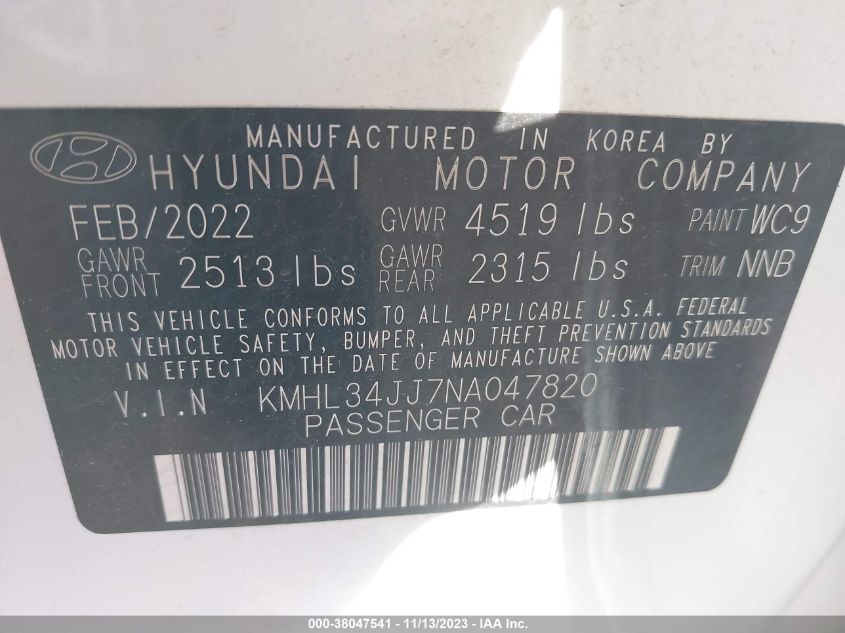 MANUFACTURED IN KOREA BY
HYUNDAI MOTOR COMPANY
FEB/2022 GVWR 4519 lbs PAINT WC9
GAWR FRONT 2513 lbs GAWR REAR 2315 lbs TRIM NNB
THIS VEHICLE CONFORMS TO ALL APPLICABLE U.S.A. FEDERAL
MOTOR VEHICLE SAFETY, BUMPER, AND THEFT PREVENTION STANDARDS
IN EFFECT ON THE DATE OF MANUFACTURE SHOWN ABOVE
V.I.N KMHL34JJ7NA047820
PASSENGER CAR
000-38047541 - 11/13/2023 - IAA Inc.